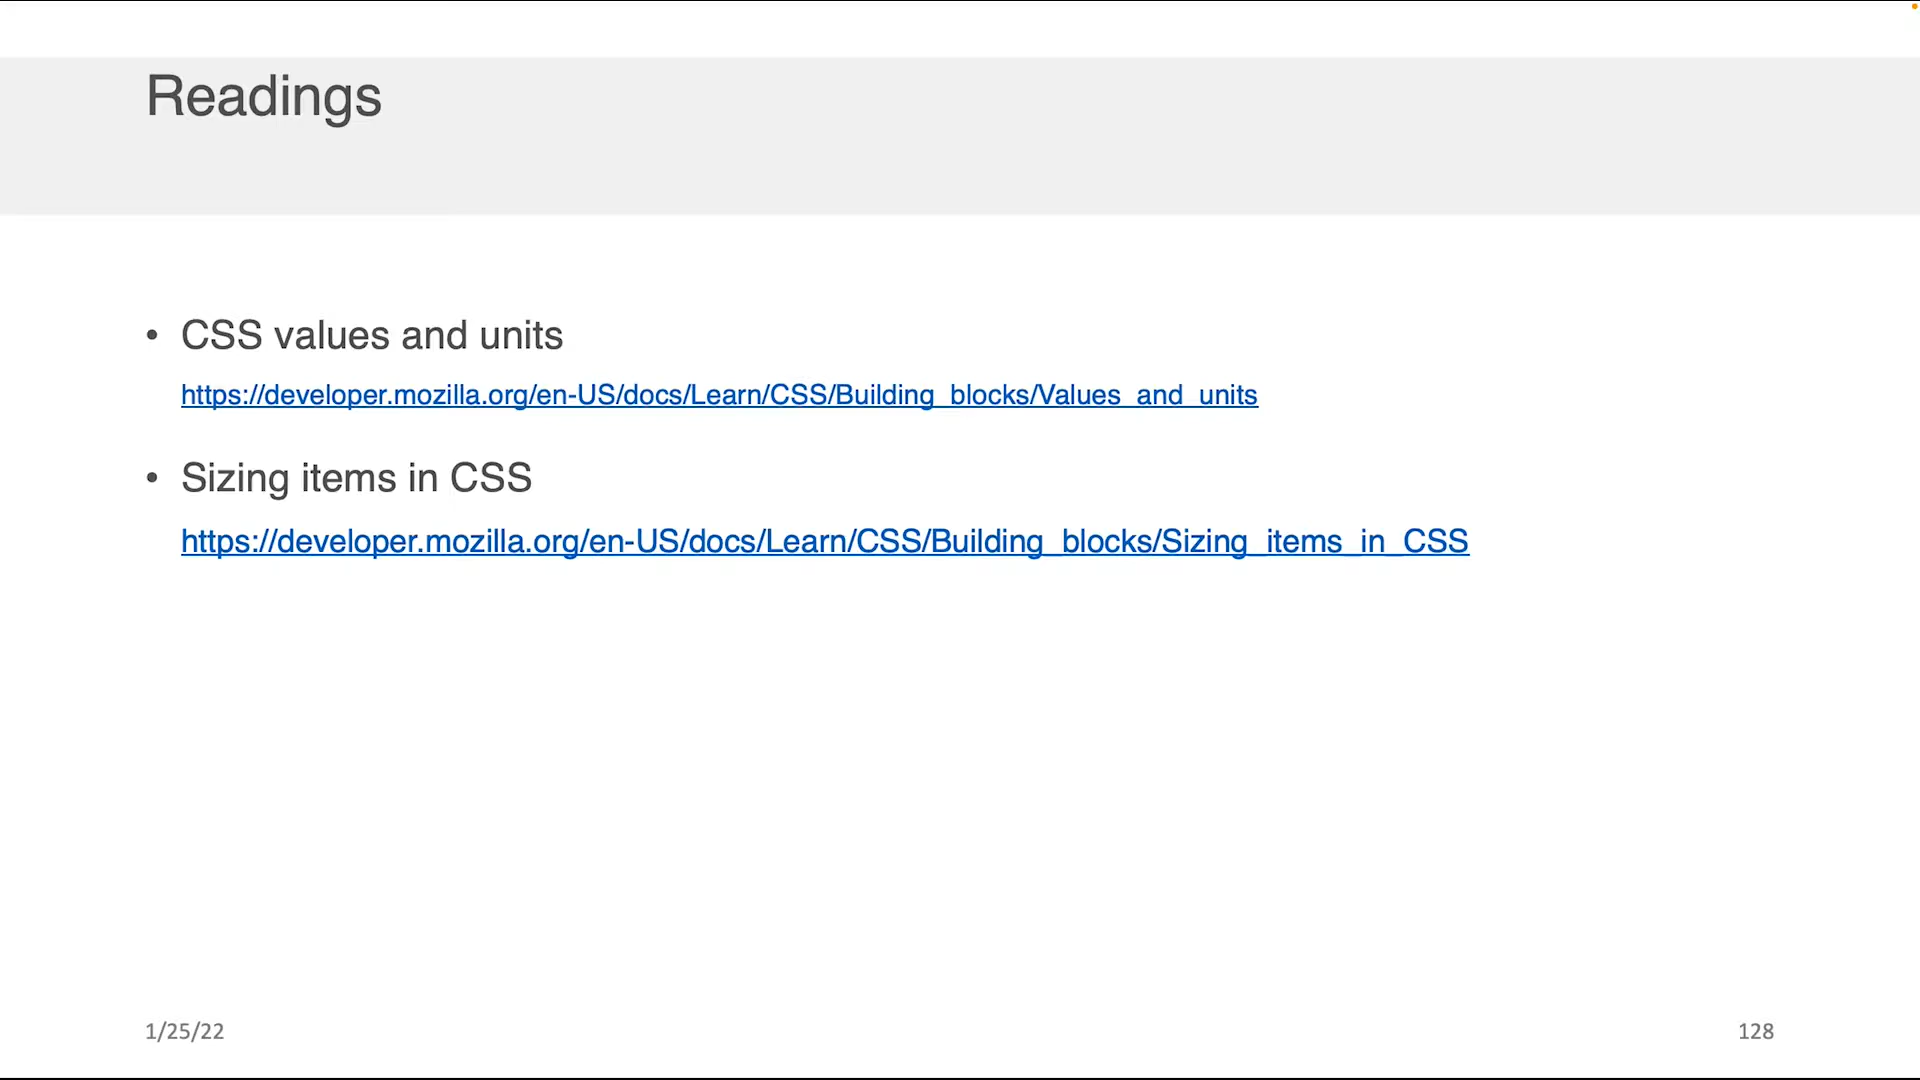 Readings
• CSS values and units
https://developer.mozilla.org/en-US/docs/Learn/CSS/Building_blocks/Values_and_units
• Sizing items in CSS
https://developer.mozilla.org/en-US/docs/Learn/CSS/Building_blocks/Sizing_items_in_CSS
1/25/22
128